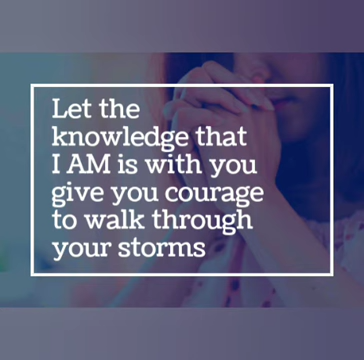 Let the
knowledge that
I AM is with you
give you courage
to walk through
your storms